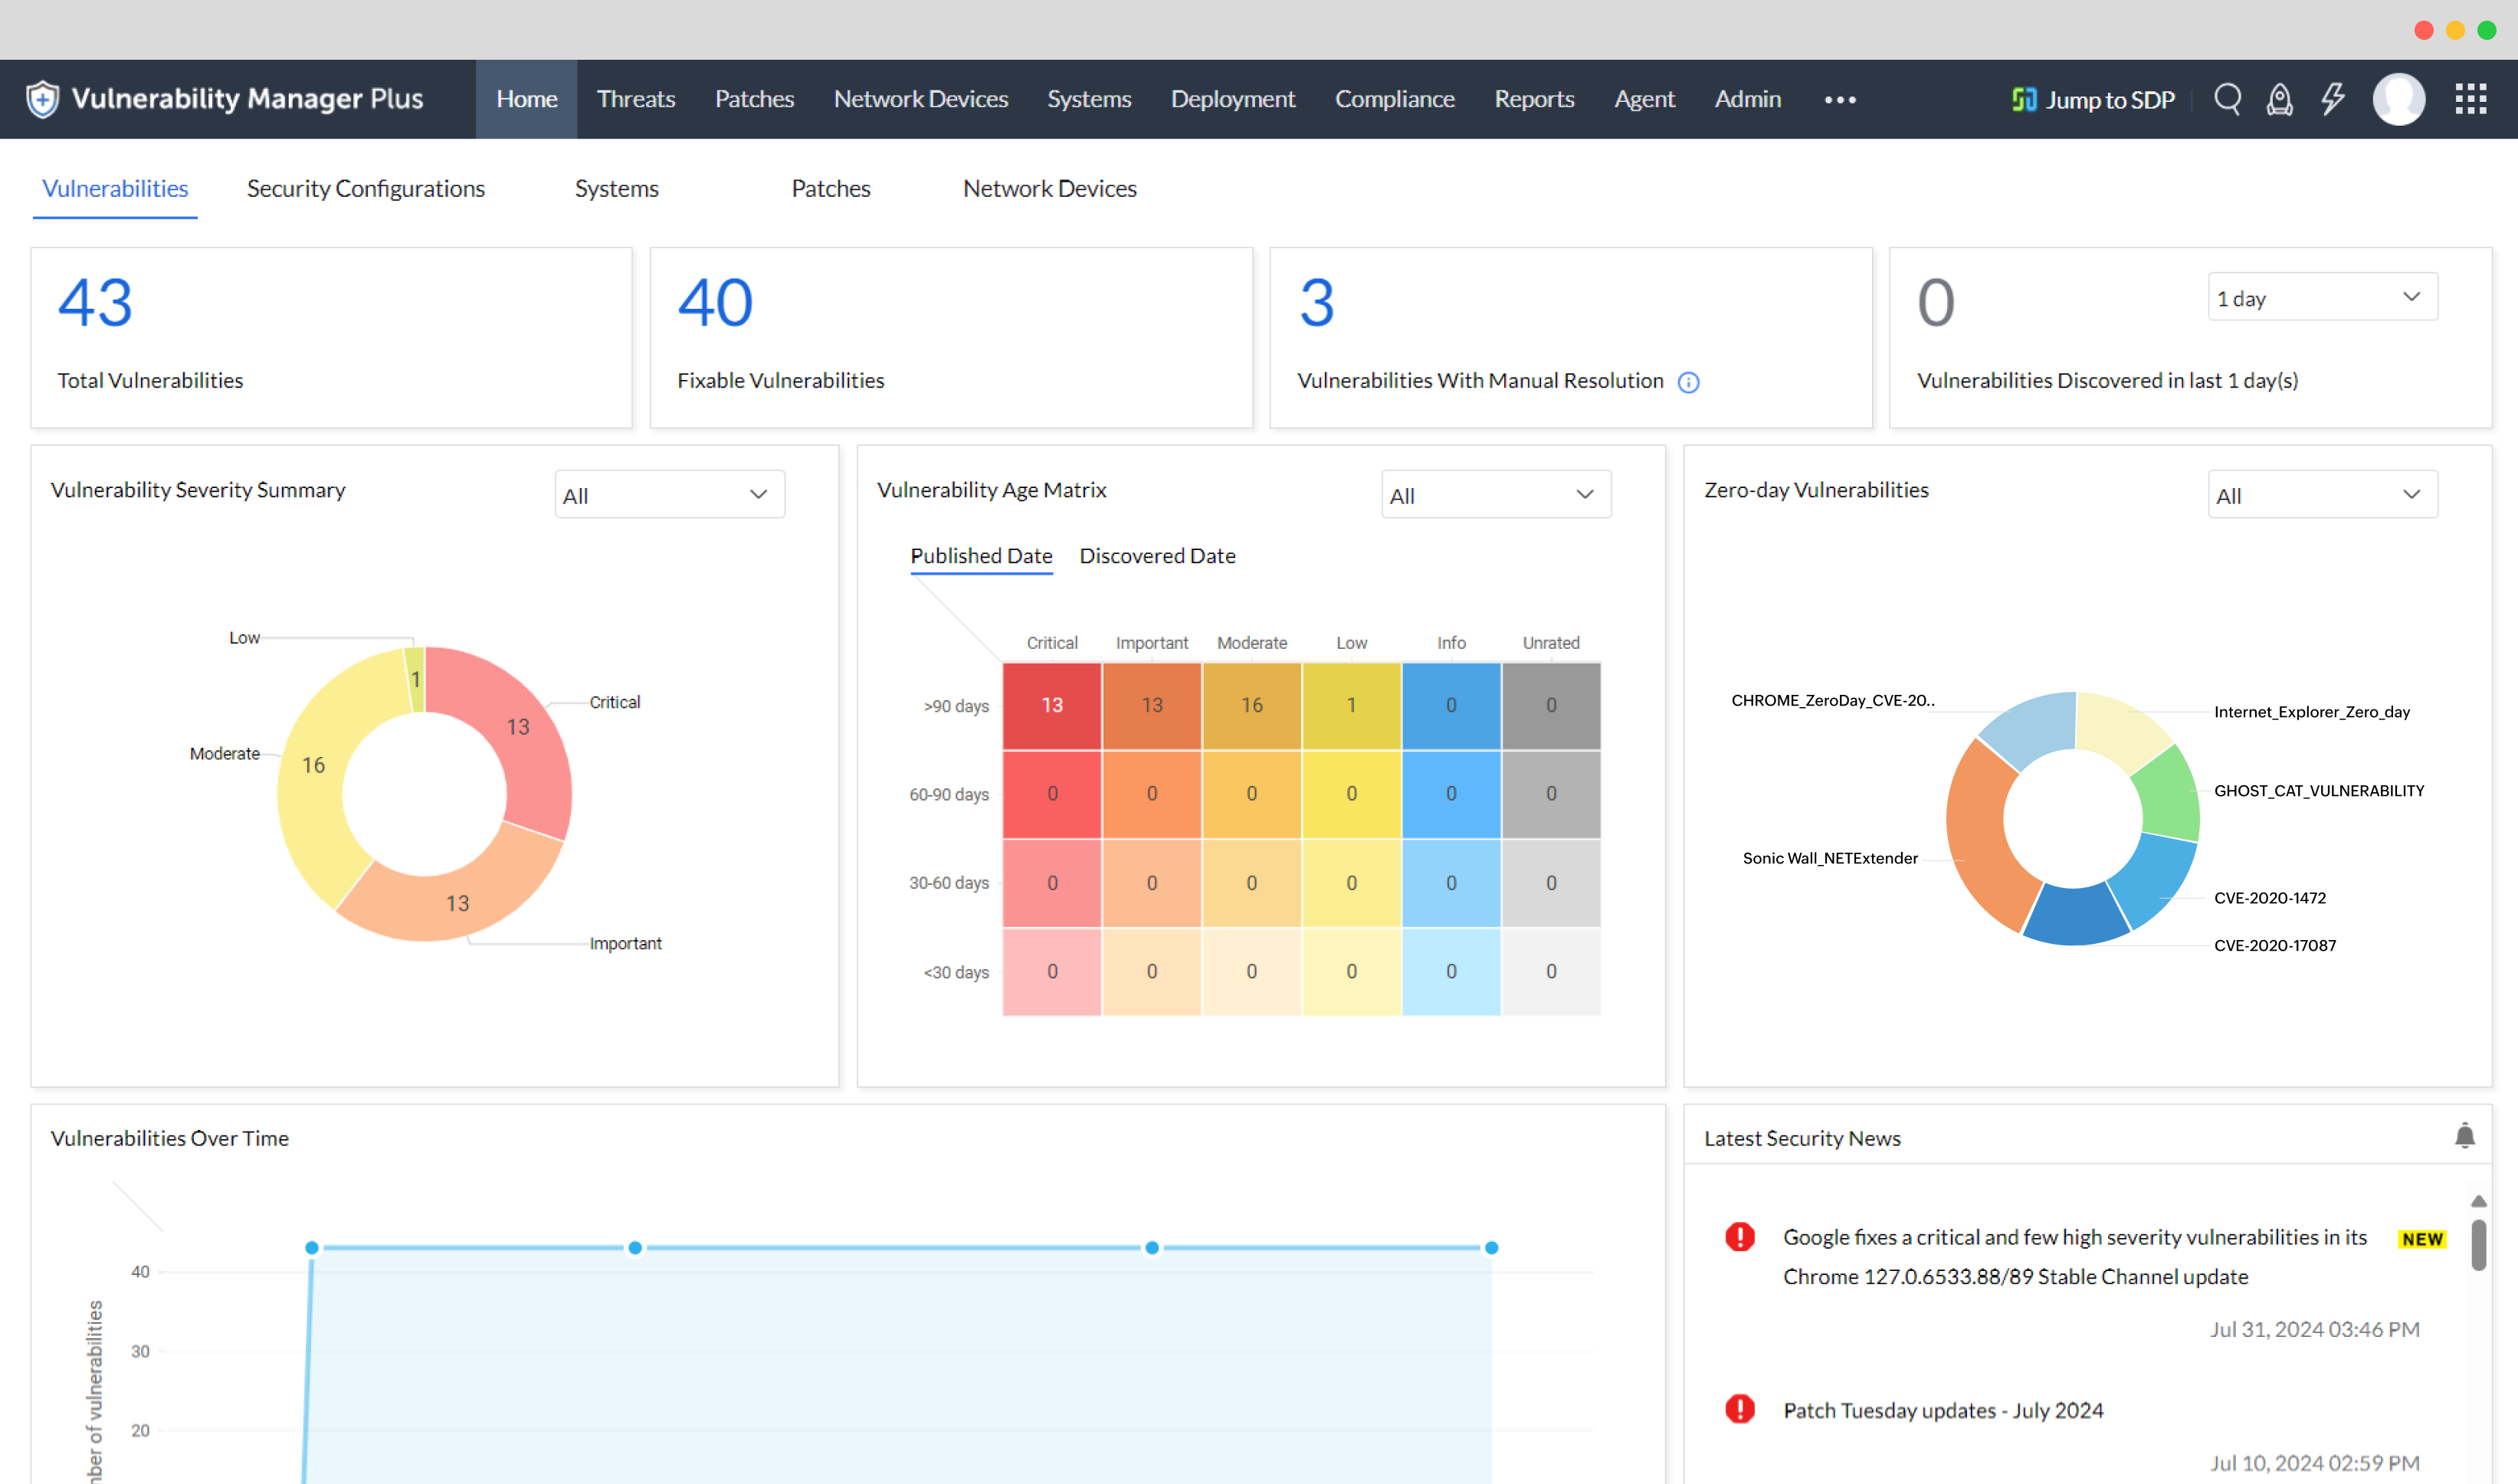 Vulnerability Manager Plus
Home Threats Patches Network Devices Systems Deployment Compliance Reports Agent Admin
Jump to SDP
Vulnerabilities Security Configurations Systems Patches Network Devices
43
Total Vulnerabilities
40
Fixable Vulnerabilities
3
Vulnerabilities With Manual Resolution
0
1 day
Vulnerabilities Discovered in last 1 day(s)
Vulnerability Severity Summary
All
Low
1
Critical
13
Moderate
16
13
Important
Vulnerability Age Matrix
All
Published Date Discovered Date
Critical Important Moderate Low Info Unrated
>90 days 13 13 16 1 0 0
60-90 days 0 0 0 0 0 0
30-60 days 0 0 0 0 0 0
<30 days 0 0 0 0 0 0
Zero-day Vulnerabilities
All
CHROME_ZeroDay_CVE-20..
Internet_Explorer_Zero_day
GHOST_CAT_VULNERABILITY
Sonic Wall_NETExtender
CVE-2020-1472
CVE-2020-17087
Vulnerabilities Over Time
40
30
20
of vulnerabilities
Latest Security News
Google fixes a critical and few high severity vulnerabilities in its NEW
Chrome 127.0.6533.88/89 Stable Channel update
Jul 31, 2024 03:46 PM
Patch Tuesday updates - July 2024
Jul 10, 2024 02:59 PM